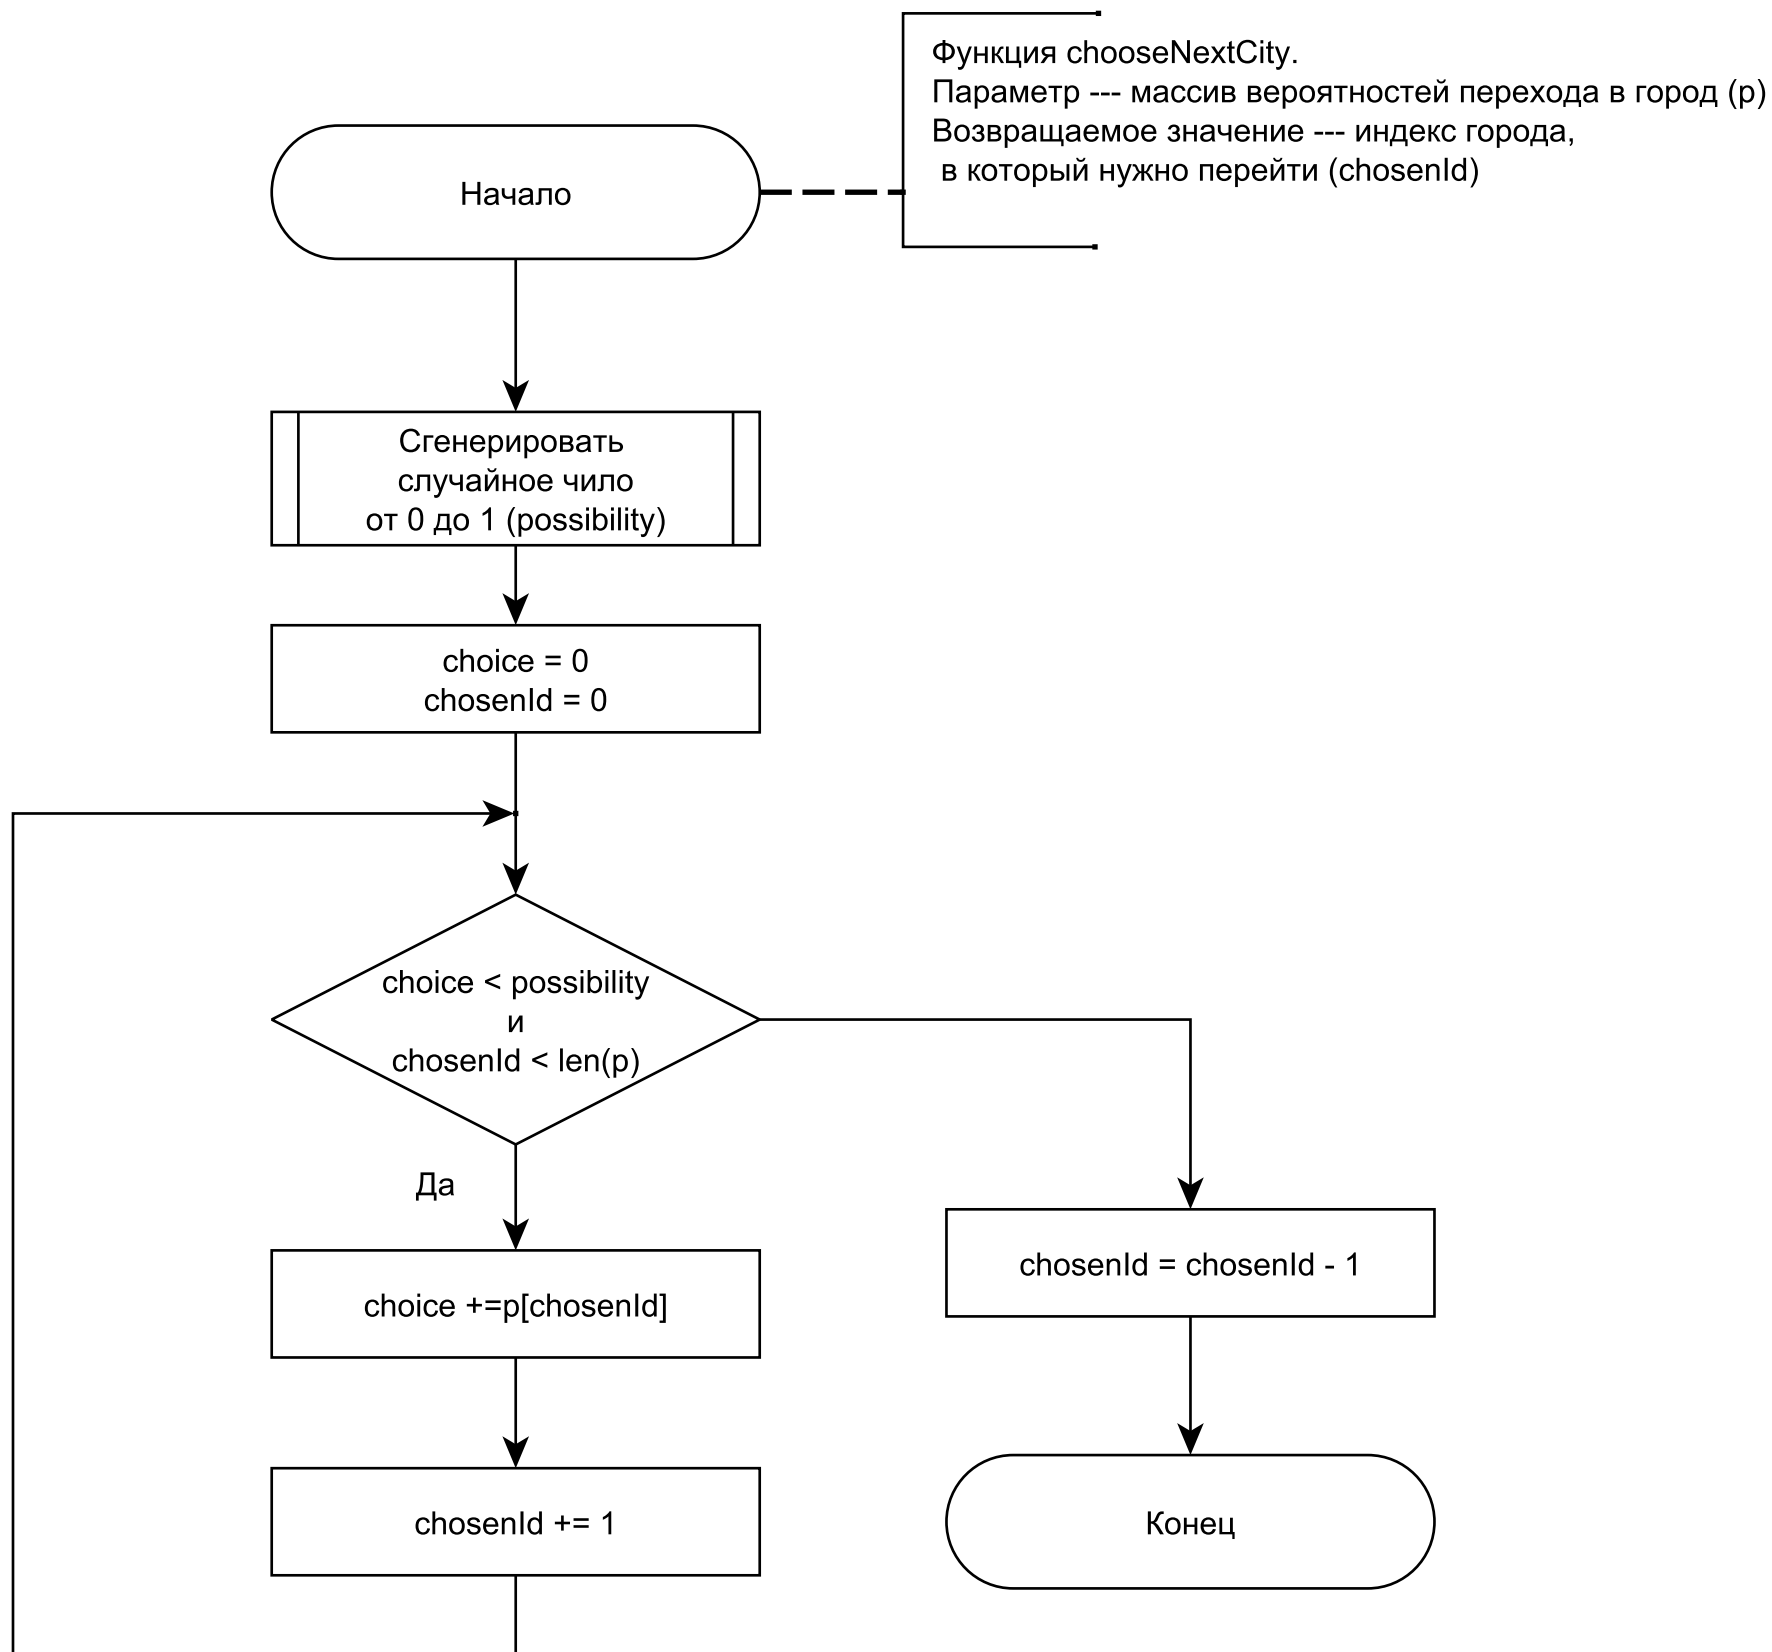 Функция chooseNextCity.
Параметр --- массив вероятностей перехода в город (p)
Возвращаемое значение --- индекс города,
в который нужно перейти (chosenId)
Начало
Сгенерировать
случайное чило
от 0 до 1 (possibility)
choice = 0
chosenId = 0
choice < possibility
и
chosenId < len(p)
Да
choice +=p[chosenId]
chosenId = chosenId - 1
chosenId += 1
Конец